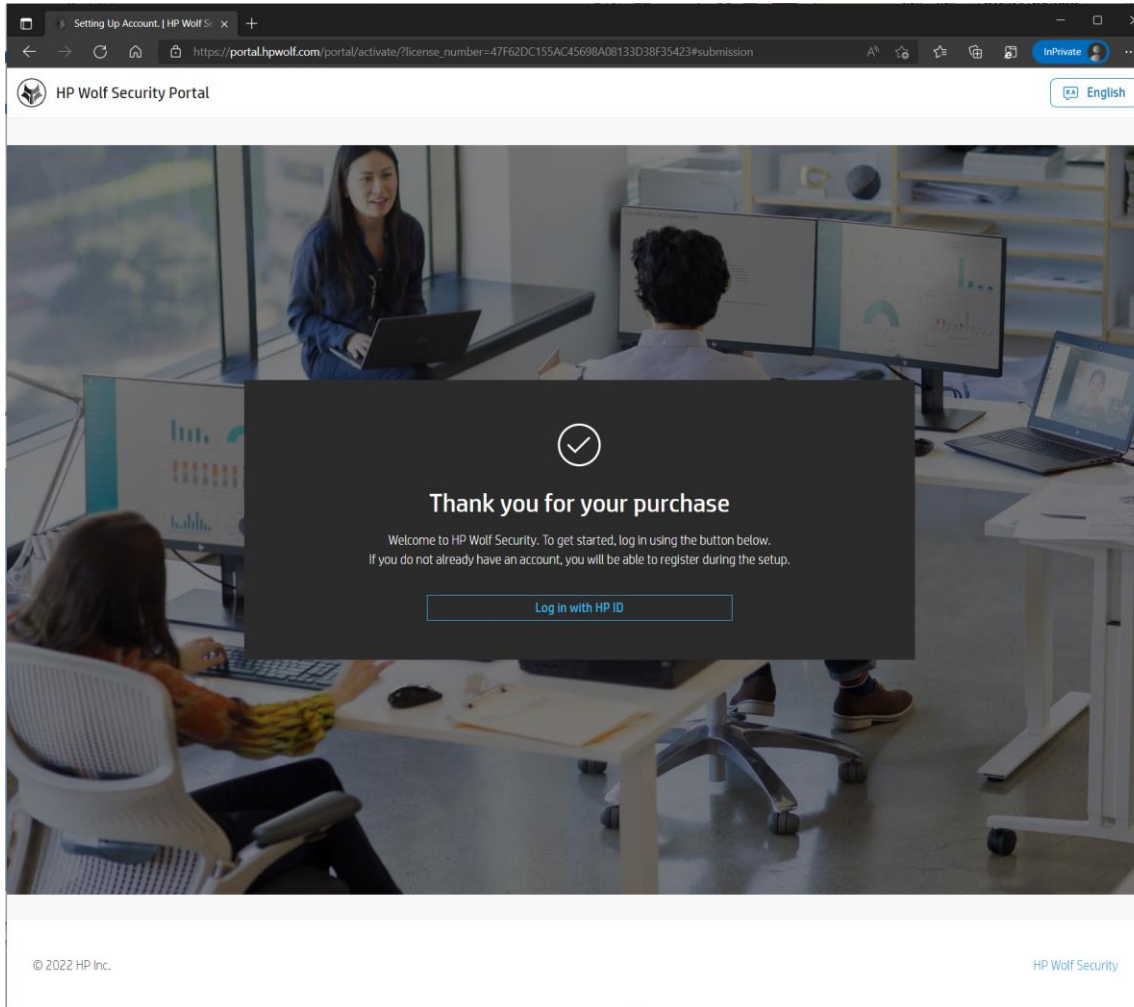 Setting Up Account. | HP Wolf Se
https://portal.hpwolf.com/portal/activate/?license_number=47F62DC155AC45698A08133D38F35423#submission
InPrivate
HP Wolf Security Portal
English
Thank you for your purchase
Welcome to HP Wolf Security. To get started, log in using the button below.
If you do not already have an account, you will be able to register during the setup.
Log in with HP ID
© 2022 HP Inc.
HP Wolf Security